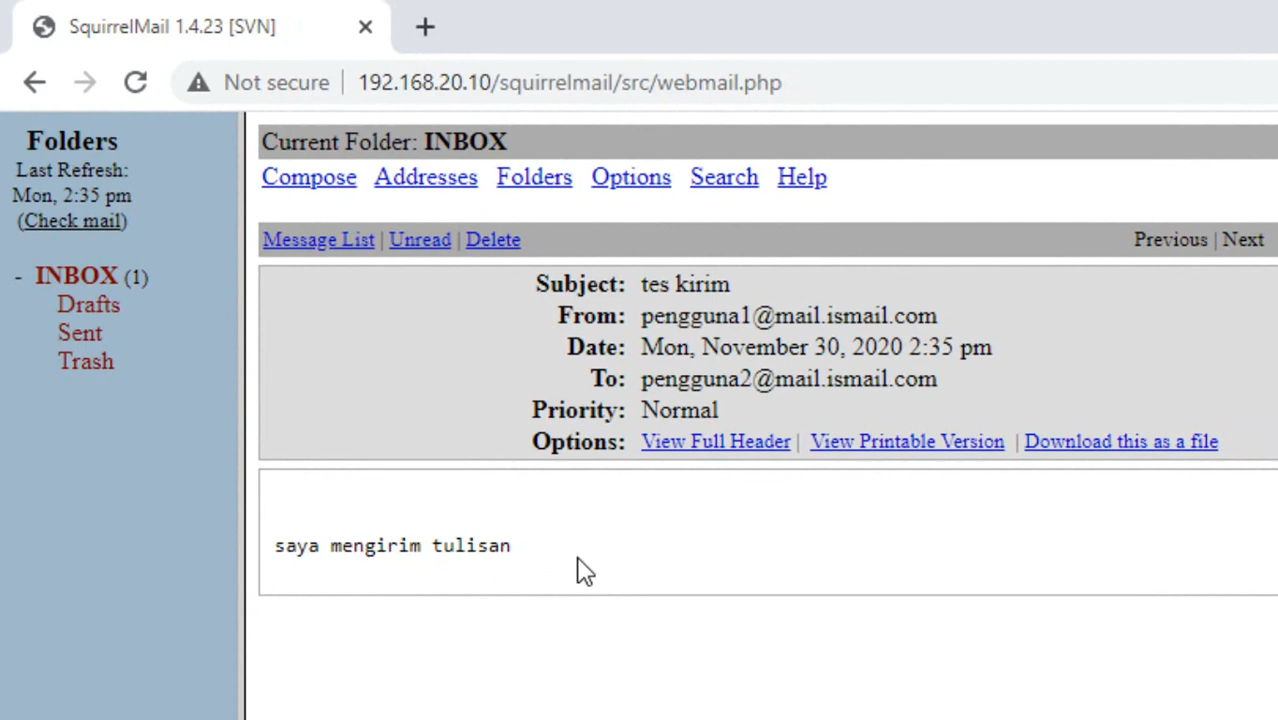 SquirrelMail 1.4.23 [SVN]
Not secure
192.168.20.10/squirrelmail/src/webmail.php
Folders
Last Refresh:
Mon, 2:35 pm
(Check mail)
- INBOX (1)
Drafts
Sent
Trash
Current Folder: INBOX
Compose Addresses Folders Options Search Help
Message List | Unread | Delete Previous | Next
Subject: tes kirim
From: pengguna1@mail.ismail.com
Date: Mon, November 30, 2020 2:35 pm
To: pengguna2@mail.ismail.com
Priority: Normal
Options: View Full Header | View Printable Version | Download this as a file
saya mengirim tulisan